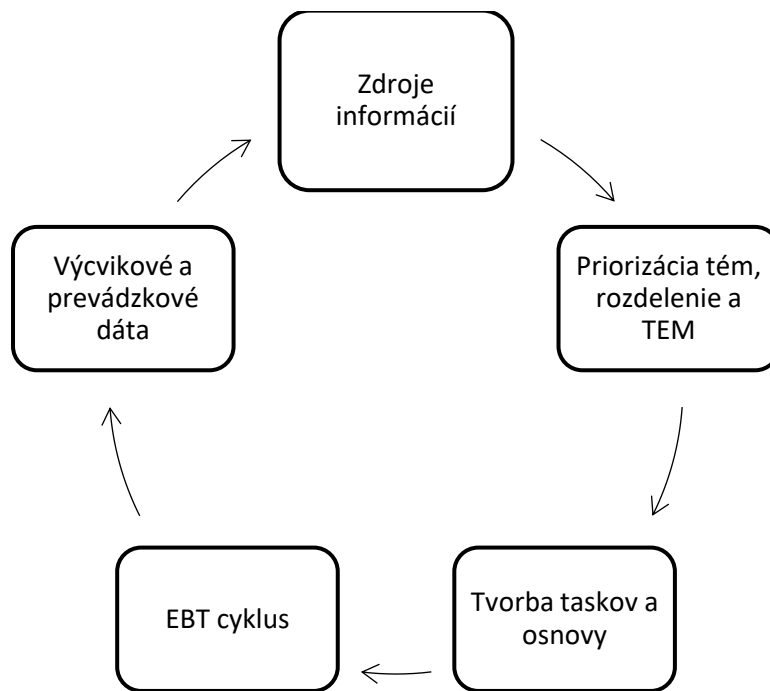 Zdroje
informácií
Priorizácia tém,
rozdelenie a
TEM
Tvorba taskov a
osnovy
EBT cyklus
Výcvikové a
prevádzkové
dáta